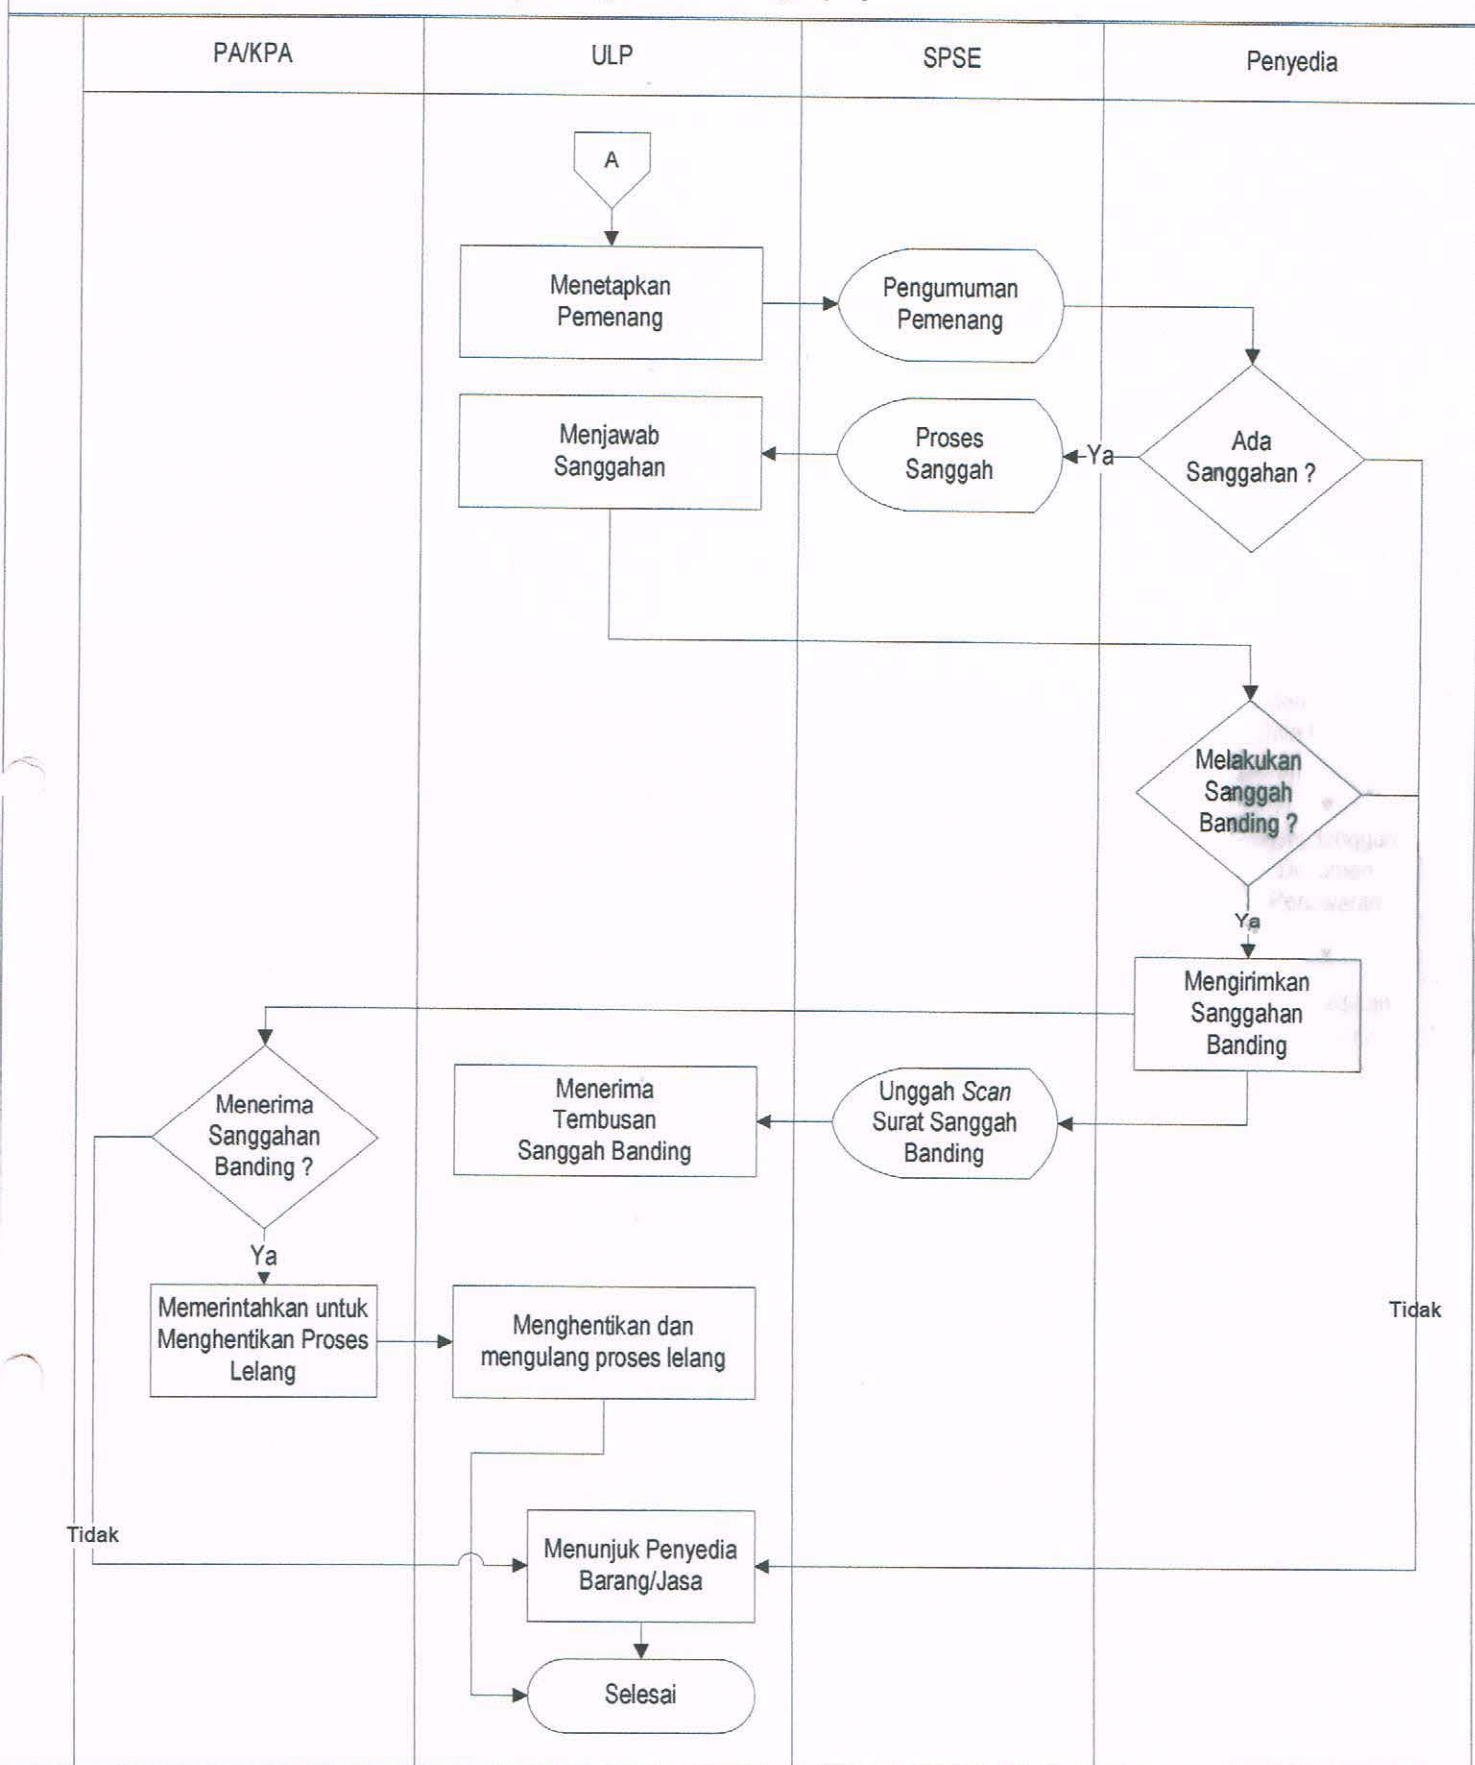 PA/KPA
ULP
SPSE
Penyedia
A
Menetapkan
Pemenang
Pengumuman
Pemenang
Menjawab
Sanggahan
Proses
Sanggah
Ya
Ada
Sanggahan ?
Melakukan
Sanggah
Banding ?
Ya
Mengirimkan
Sanggahan
Banding
Menerima
Sanggahan
Banding ?
Menerima
Tembusan
Sanggah Banding
Unggah Scan
Surat Sanggah
Banding
Ya
Memerintahkan untuk
Menghentikan Proses
Lelang
Menghentikan dan
mengulang proses lelang
Tidak
Tidak
Menunjuk Penyedia
Barang/Jasa
Selesai